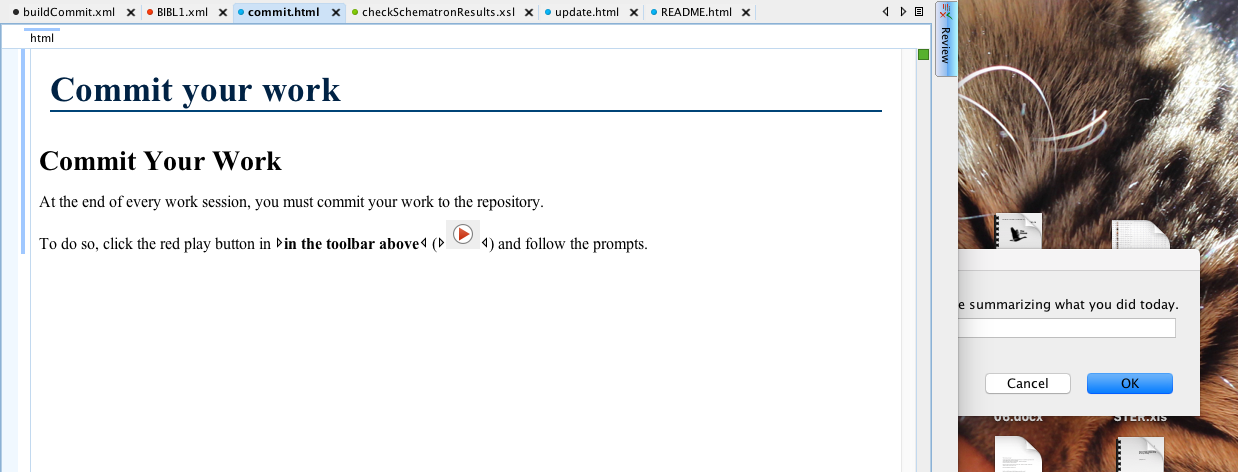 buildCommit.xml BIBL1.xml commit.html checkSchematronResults.xsl update.html README.html
html
Review
Commit your work
Commit Your Work
At the end of every work session, you must commit your work to the repository.
To do so, click the red play button in in the toolbar above ( ) and follow the prompts.
e summarizing what you did today.
Cancel OK
06.docx STER.xls